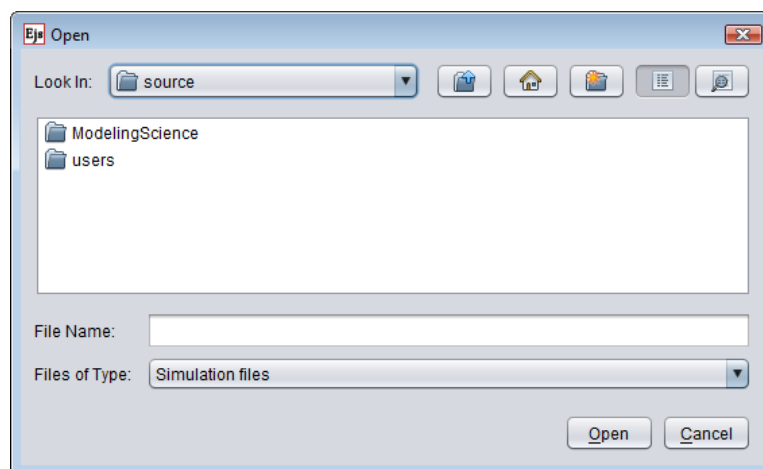 Ejs Open
Look In: source
ModelingScience
users
File Name:
Files of Type: Simulation files
Open Cancel